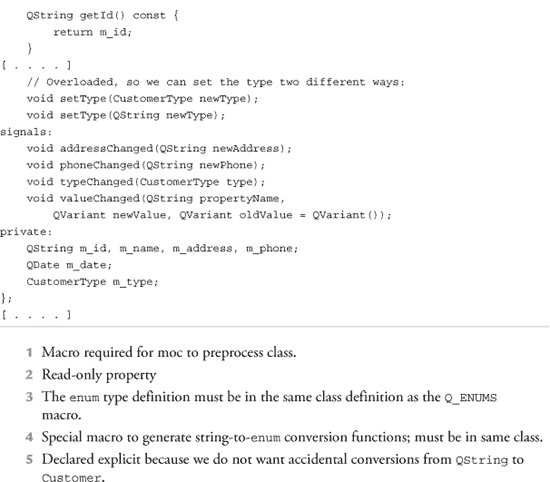 QString getId() const {
        return m_id;
    }
[ . . . . ]
    // Overloaded, so we can set the type two different ways:
    void setType(CustomerType newType);
    void setType(QString newType);
signals:
    void addressChanged(QString newAddress);
    void phoneChanged(QString newPhone);
    void typeChanged(CustomerType type);
    void valueChanged(QString propertyName,
        QVariant newValue, QVariant oldValue = QVariant());
private:
    QString m_id, m_name, m_address, m_phone;
    QDate m_date;
    CustomerType m_type;
};
[ . . . . ]
1 Macro required for moc to preprocess class.
2 Read-only property
3 The enum type definition must be in the same class definition as the Q_ENUMS
macro.
4 Special macro to generate string-to-enum conversion functions; must be in same class.
5 Declared explicit because we do not want accidental conversions from QString to
Customer.